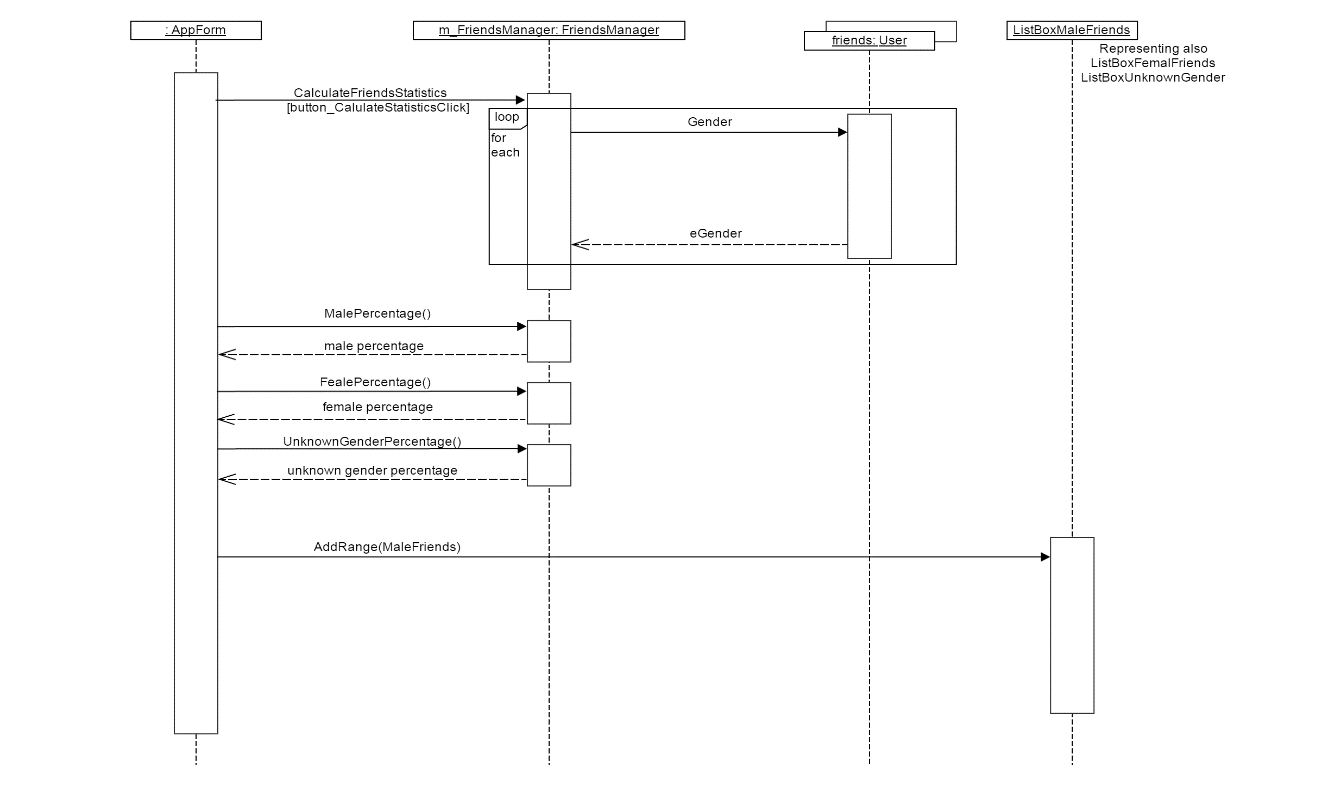 : AppForm
m_FriendsManager: FriendsManager
friends: User
ListBoxMaleFriends
Representing also
ListBoxFemalFriends
ListBoxUnknownGender
CalculateFriendsStatistics
[button_CalulateStatisticsClick]
loop
for
each
Gender
eGender
MalePercentage()
male percentage
FealePercentage()
female percentage
UnknownGenderPercentage()
unknown gender percentage
AddRange(MaleFriends)